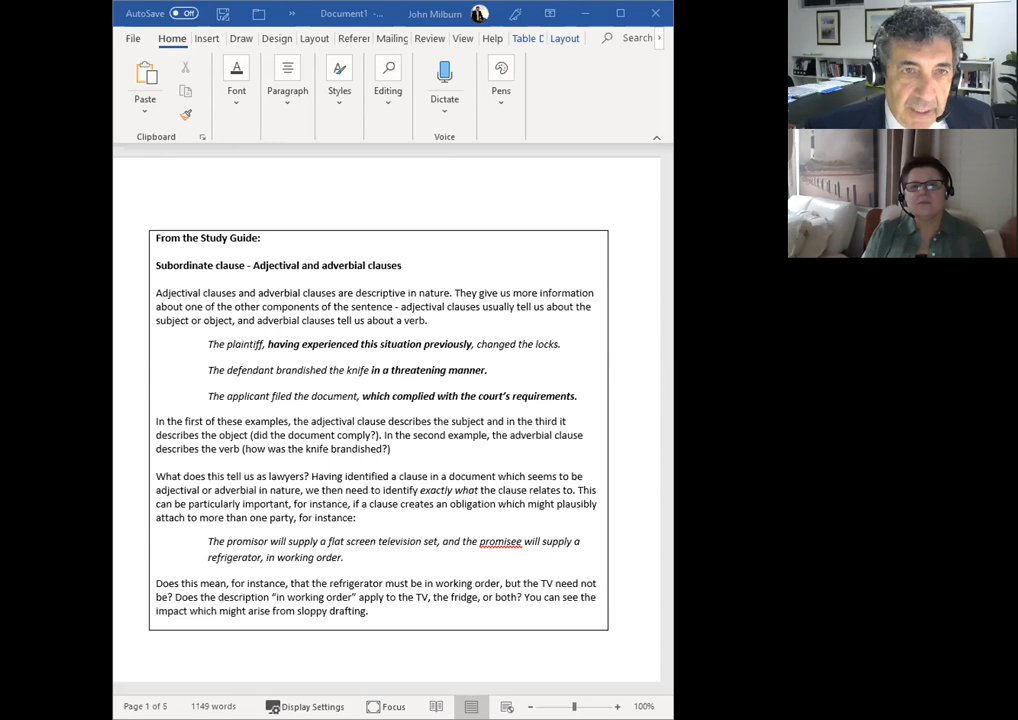 AutoSave Off » Document1 -... John Milburn
File Home Insert Draw Design Layout Referer Mailing Review View Help Table D Layout Search
Paste Font Paragraph Styles Editing Dictate Pens
Clipboard Voice
From the Study Guide:
Subordinate clause - Adjectival and adverbial clauses
Adjectival clauses and adverbial clauses are descriptive in nature. They give us more information
about one of the other components of the sentence - adjectival clauses usually tell us about the
subject or object, and adverbial clauses tell us about a verb.
The plaintiff, having experienced this situation previously, changed the locks.
The defendant brandished the knife in a threatening manner.
The applicant filed the document, which complied with the court's requirements.
In the first of these examples, the adjectival clause describes the subject and in the third it
describes the object (did the document comply?). In the second example, the adverbial clause
describes the verb (how was the knife brandished?)
What does this tell us as lawyers? Having identified a clause in a document which seems to be
adjectival or adverbial in nature, we then need to identify exactly what the clause relates to. This
can be particularly important, for instance, if a clause creates an obligation which might plausibly
attach to more than one party, for instance:
The promisor will supply a flat screen television set, and the promisee will supply a
refrigerator, in working order.
Does this mean, for instance, that the refrigerator must be in working order, but the TV need not
be? Does the description "in working order" apply to the TV, the fridge, or both? You can see the
impact which might arise from sloppy drafting.
Page 1 of 5 1149 words Display Settings Focus 100%